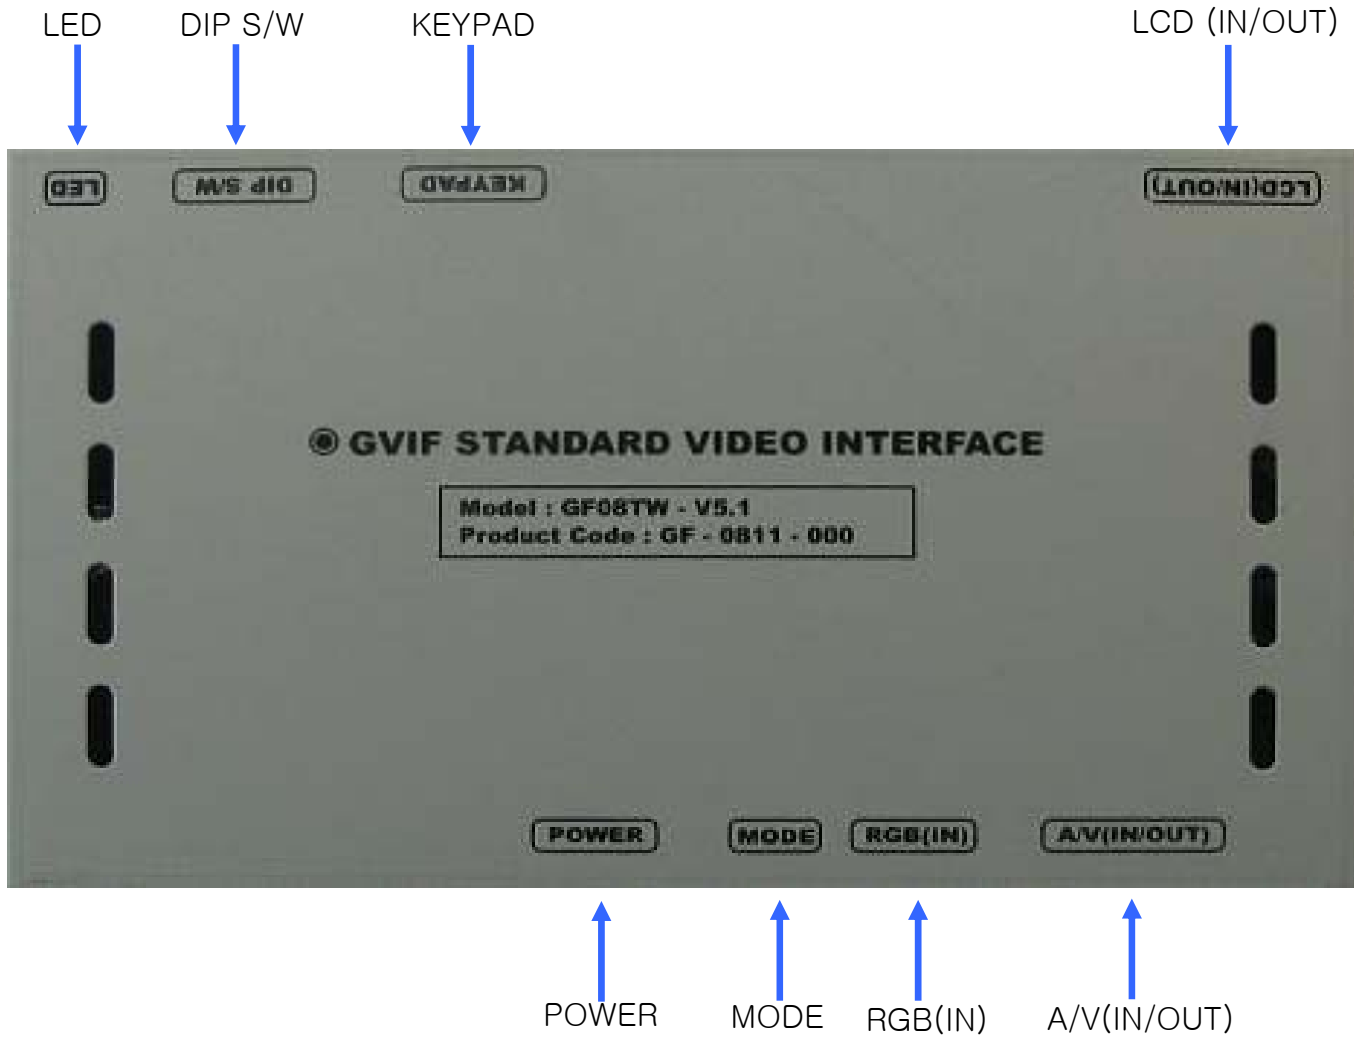 LED DIP S/W KEYPAD LCD (IN/OUT)
LED DIP S/W KEYPAD LCD(IN/OUT)
GVIF STANDARD VIDEO INTERFACE
Model : GF08TW - V5.1
Product Code : GF - 0811 - 000
POWER MODE RGB(IN) A/V(IN/OUT)
POWER MODE RGB(IN) A/V(IN/OUT)